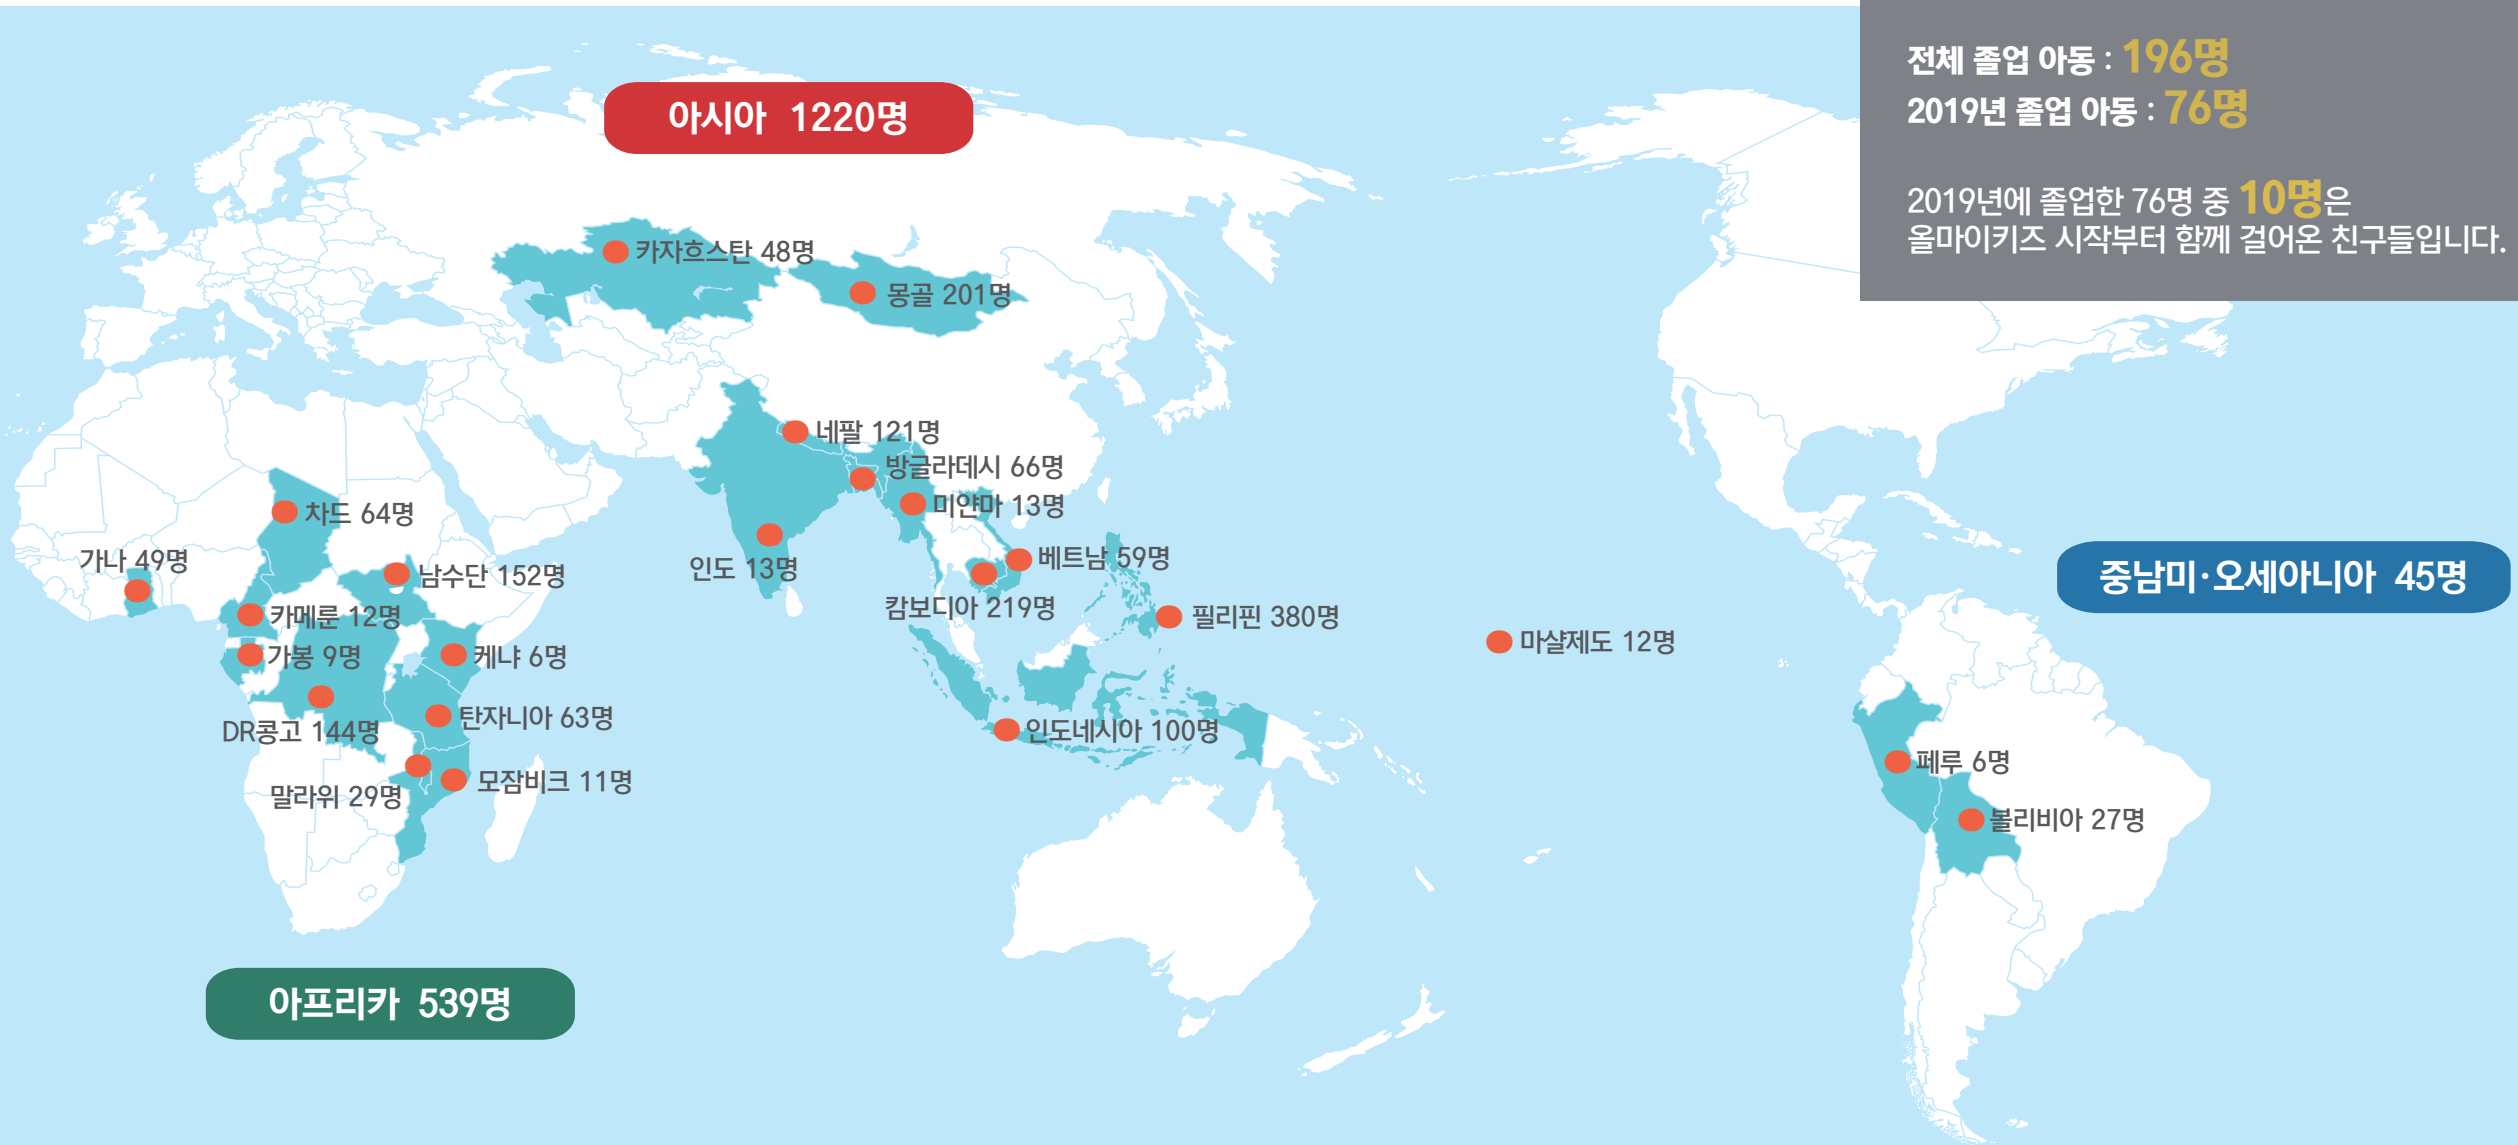 전체 졸업 아동 : 196명
2019년 졸업 아동 : 76명
2019년에 졸업한 76명 중 10명은
올마이키즈 시작부터 함께 걸어온 친구들입니다.
아시아 1220명
카자흐스탄 48명
몽골 201명
네팔 121명
방글라데시 66명
미얀마 13명
인도 13명
베트남 59명
캄보디아 219명
필리핀 380명
인도네시아 100명
마샬제도 12명
중남미·오세아니아 45명
페루 6명
볼리비아 27명
차드 64명
가나 49명
남수단 152명
카메룬 12명
가봉 9명
케냐 6명
DR콩고 144명
탄자니아 63명
말라위 29명
모잠비크 11명
아프리카 539명